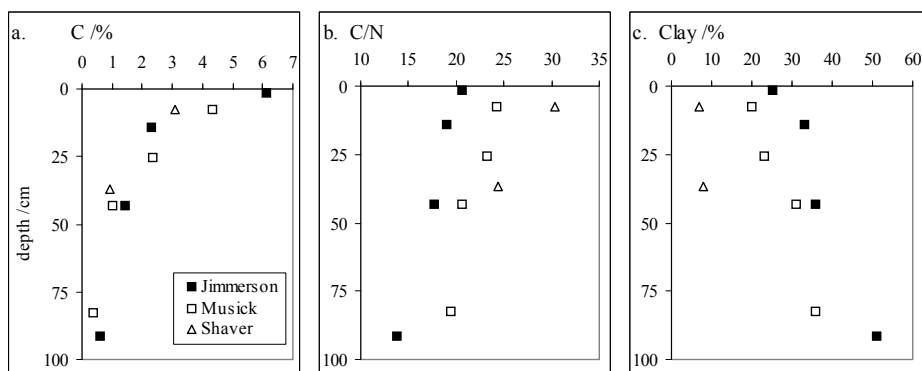 a. C /%
0 1 2 3 4 5 6 7
0
25
50
75
100
depth /cm
Jimmerson
Musick
Shaver
b. C/N
10 15 20 25 30 35
0
25
50
75
100
c. Clay /%
0 10 20 30 40 50 60
0
25
50
75
100